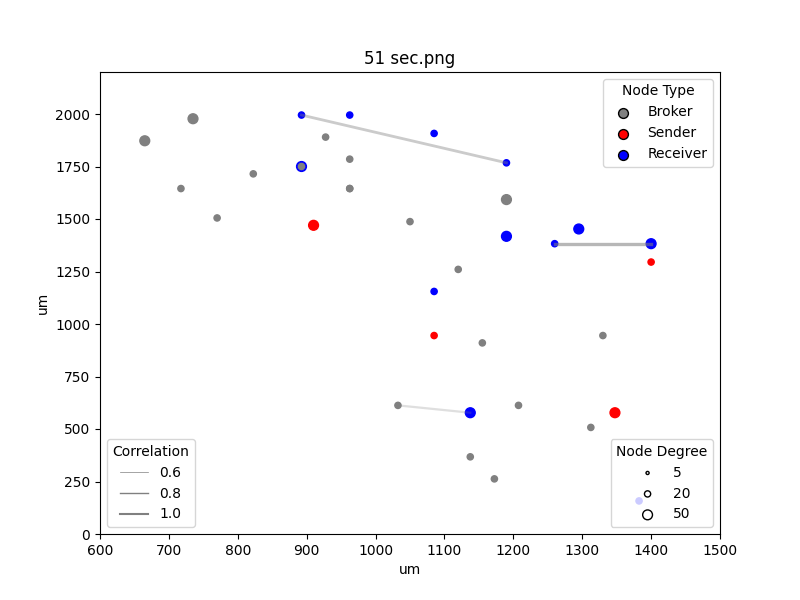 51 sec.png
Node Type
Broker
Sender
Receiver
2000
1750
1500
1250
1000
750
500
250
0
um
Correlation
0.6
0.8
1.0
Node Degree
5
20
50
600 700 800 900 1000 1100 1200 1300 1400 1500
um